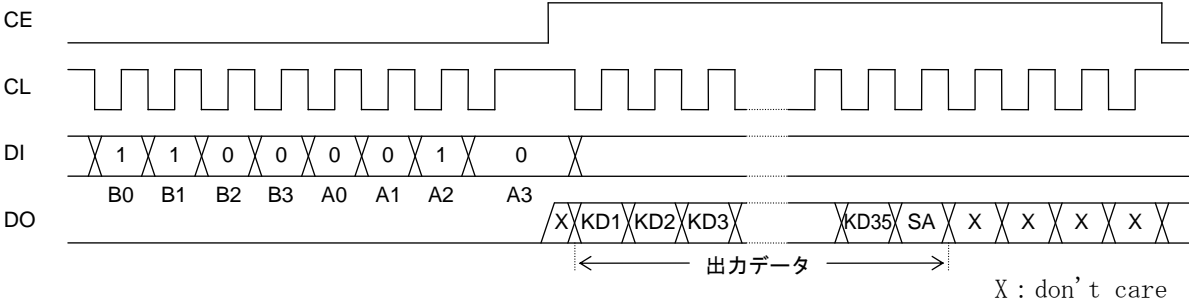 CE
CL
DI 1 1 0 0 0 0 1 0
B0 B1 B2 B3 A0 A1 A2 A3
DO X KD1 KD2 KD3 KD35 SA X X X X
出力データ
X：don't care